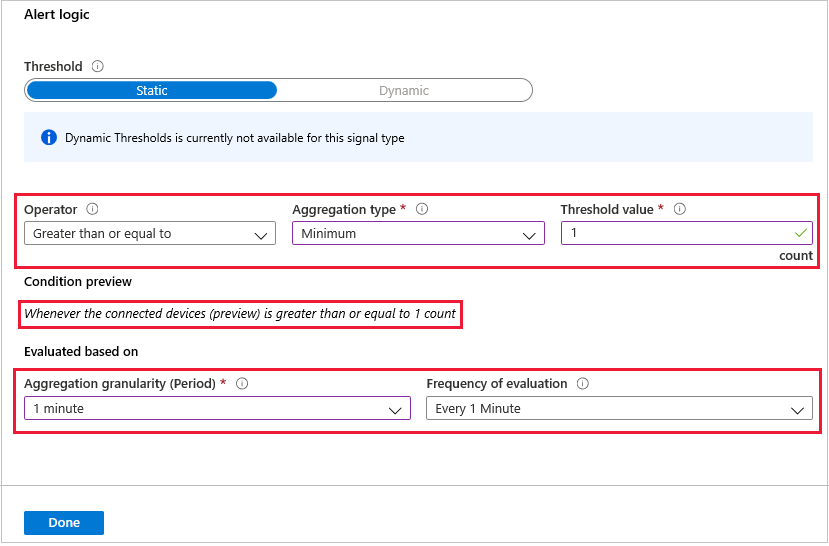 Alert logic
Threshold
Static Dynamic
Dynamic Thresholds is currently not available for this signal type
Operator Aggregation type * Threshold value *
Greater than or equal to Minimum 1
count
Condition preview
Whenever the connected devices (preview) is greater than or equal to 1 count
Evaluated based on
Aggregation granularity (Period) * Frequency of evaluation
1 minute Every 1 Minute
Done